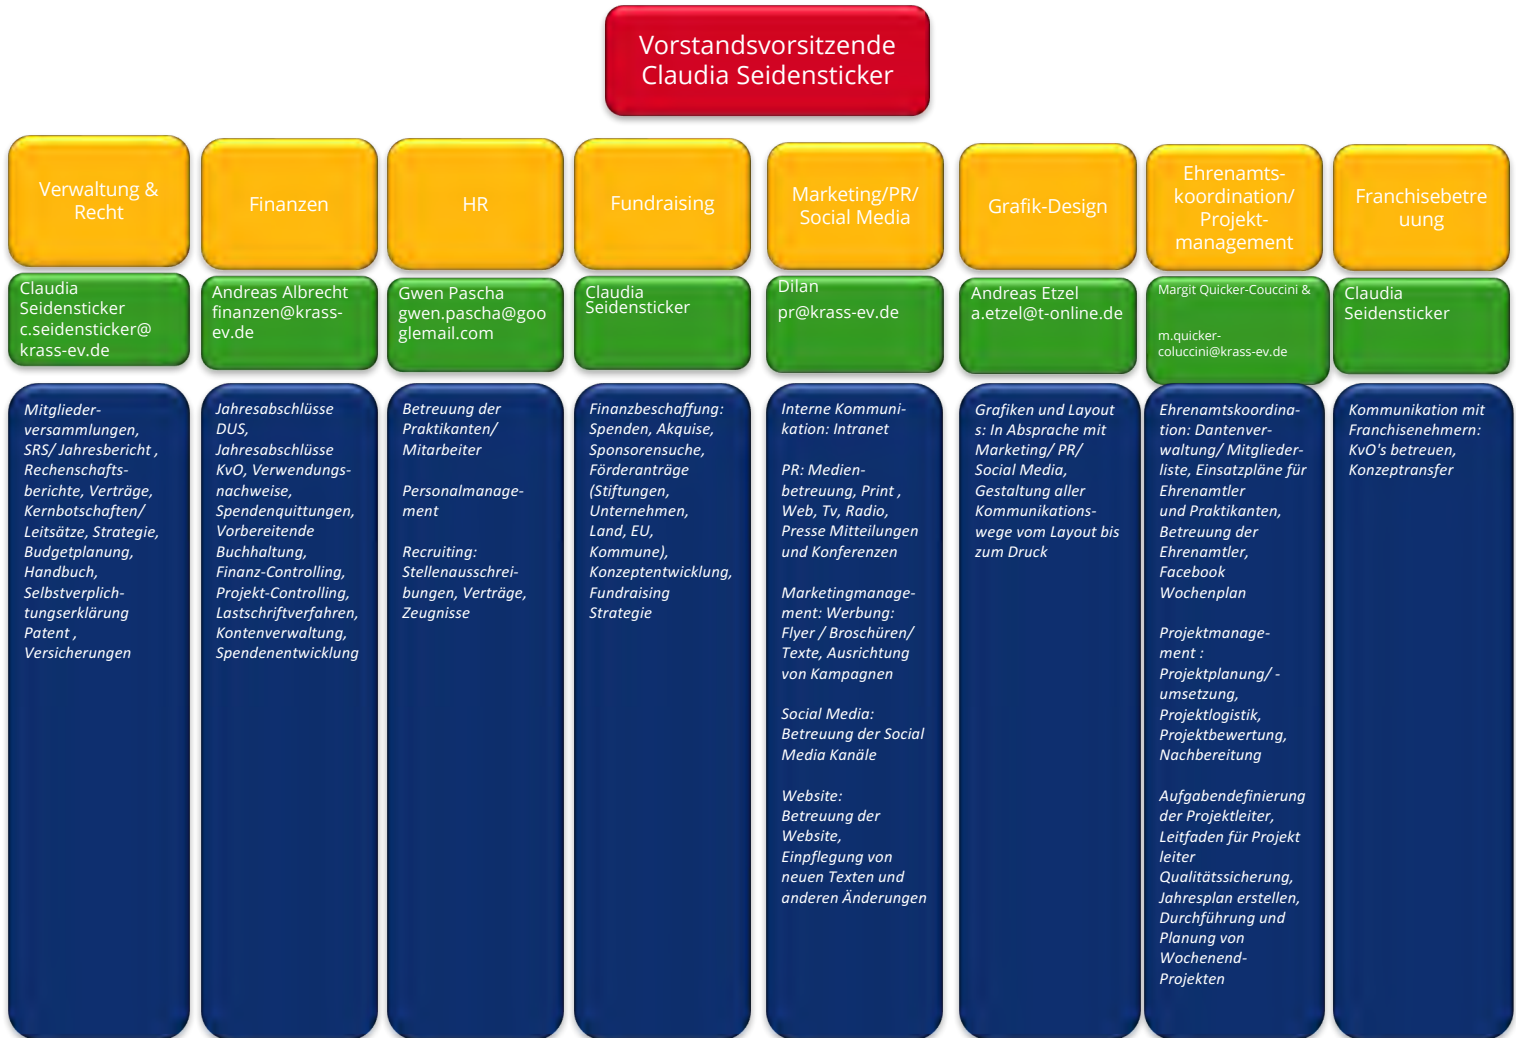 Vorstandsvorsitzende
Claudia Seidensticker
Verwaltung &
Recht
Finanzen
HR
Fundraising
Marketing/PR/
Social Media
Grafik-Design
Ehrenamts-
koordination/
Projekt-
management
Franchisebetre
uung
Claudia
Seidensticker
c.seidensticker@
krass-ev.de
Andreas Albrecht
finanzen@krass-
ev.de
Gwen Pascha
gwen.pascha@goo
glemail.com
Claudia
Seidensticker
Dilan
pr@krass-ev.de
Andreas Etzel
a.etzel@t-online.de
Margit Quicker-Couccini &
m.quicker-
coluccini@krass-ev.de
Claudia
Seidensticker
Mitglieder-
versammlungen,
SRS/ Jahresbericht ,
Rechenschafts-
berichte, Verträge,
Kernbotschaften/
Leitsätze, Strategie,
Budgetplanung,
Handbuch,
Selbstverplich-
tungserklärung
Patent ,
Versicherungen
Jahresabschlüsse
DUS,
Jahresabschlüsse
KvO, Verwendungs-
nachweise,
Spendenquittungen,
Vorbereitende
Buchhaltung,
Finanz-Controlling,
Projekt-Controlling,
Lastschriftverfahren,
Kontenverwaltung,
Spendenentwicklung
Betreuung der
Praktikanten/
Mitarbeiter
Personalmanage-
ment
Recruiting:
Stellenausschrei-
bungen, Verträge,
Zeugnisse
Finanzbeschaffung:
Spenden, Akquise,
Sponsorensuche,
Förderanträge
(Stiftungen,
Unternehmen,
Land, EU,
Kommune),
Konzeptentwicklung,
Fundraising
Strategie
Interne Kommuni-
kation: Intranet
PR: Medien-
betreuung, Print ,
Web, Tv, Radio,
Presse Mitteilungen
und Konferenzen
Marketingmanage-
ment: Werbung:
Flyer / Broschüren/
Texte, Ausrichtung
von Kampagnen
Social Media:
Betreuung der Social
Media Kanäle
Website:
Betreuung der
Website,
Einpflegung von
neuen Texten und
anderen Änderungen
Grafiken und Layout
s: In Absprache mit
Marketing/ PR/
Social Media,
Gestaltung aller
Kommunikations-
wege vom Layout bis
zum Druck
Ehrenamtskoordina-
tion: Dantenver-
waltung/ Mitglieder-
liste, Einsatzpläne für
Ehrenamtler
und Praktikanten,
Betreuung der
Ehrenamtler,
Facebook
Wochenplan
Projektmanage-
ment :
Projektplanung/ -
umsetzung,
Projektlogistik,
Projektbewertung,
Nachbereitung
Aufgabendefinierung
der Projektleiter,
Leitfaden für Projekt
leiter
Qualitätssicherung,
Jahresplan erstellen,
Durchführung und
Planung von
Wochenend-
Projekten
Kommunikation mit
Franchisenehmern:
KvO's betreuen,
Konzeptransfer